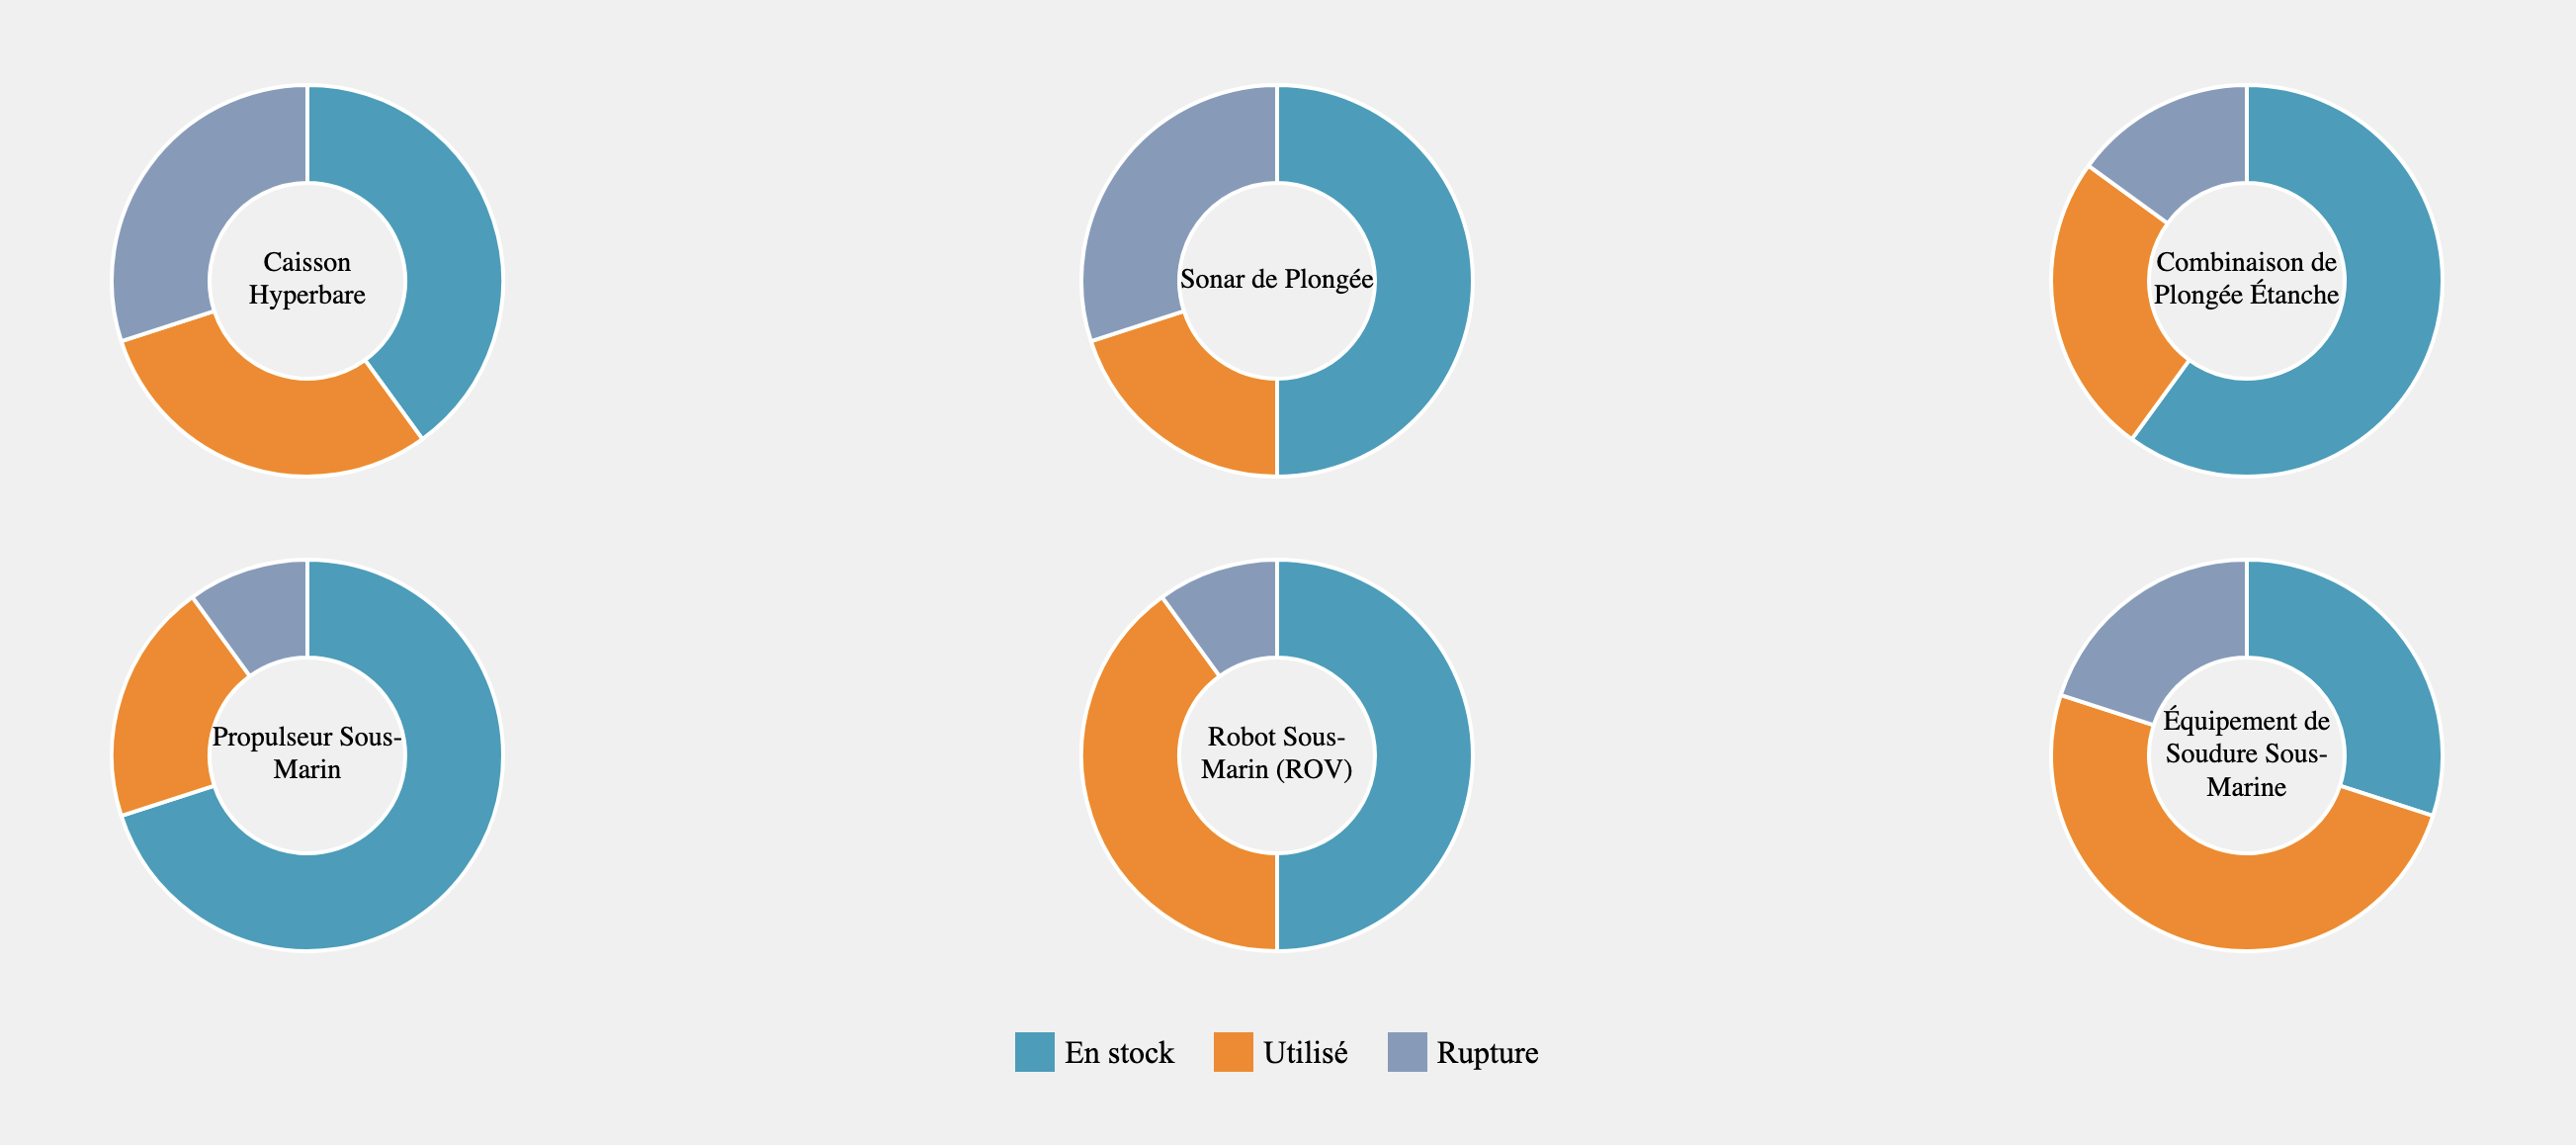 Caisson
Hyperbare
Sonar de Plongée
Combinaison de
Plongée Étanche
Propulseur Sous-
Marin
Robot Sous-
Marin (ROV)
Équipement de
Soudure Sous-
Marine
En stock
Utilisé
Rupture